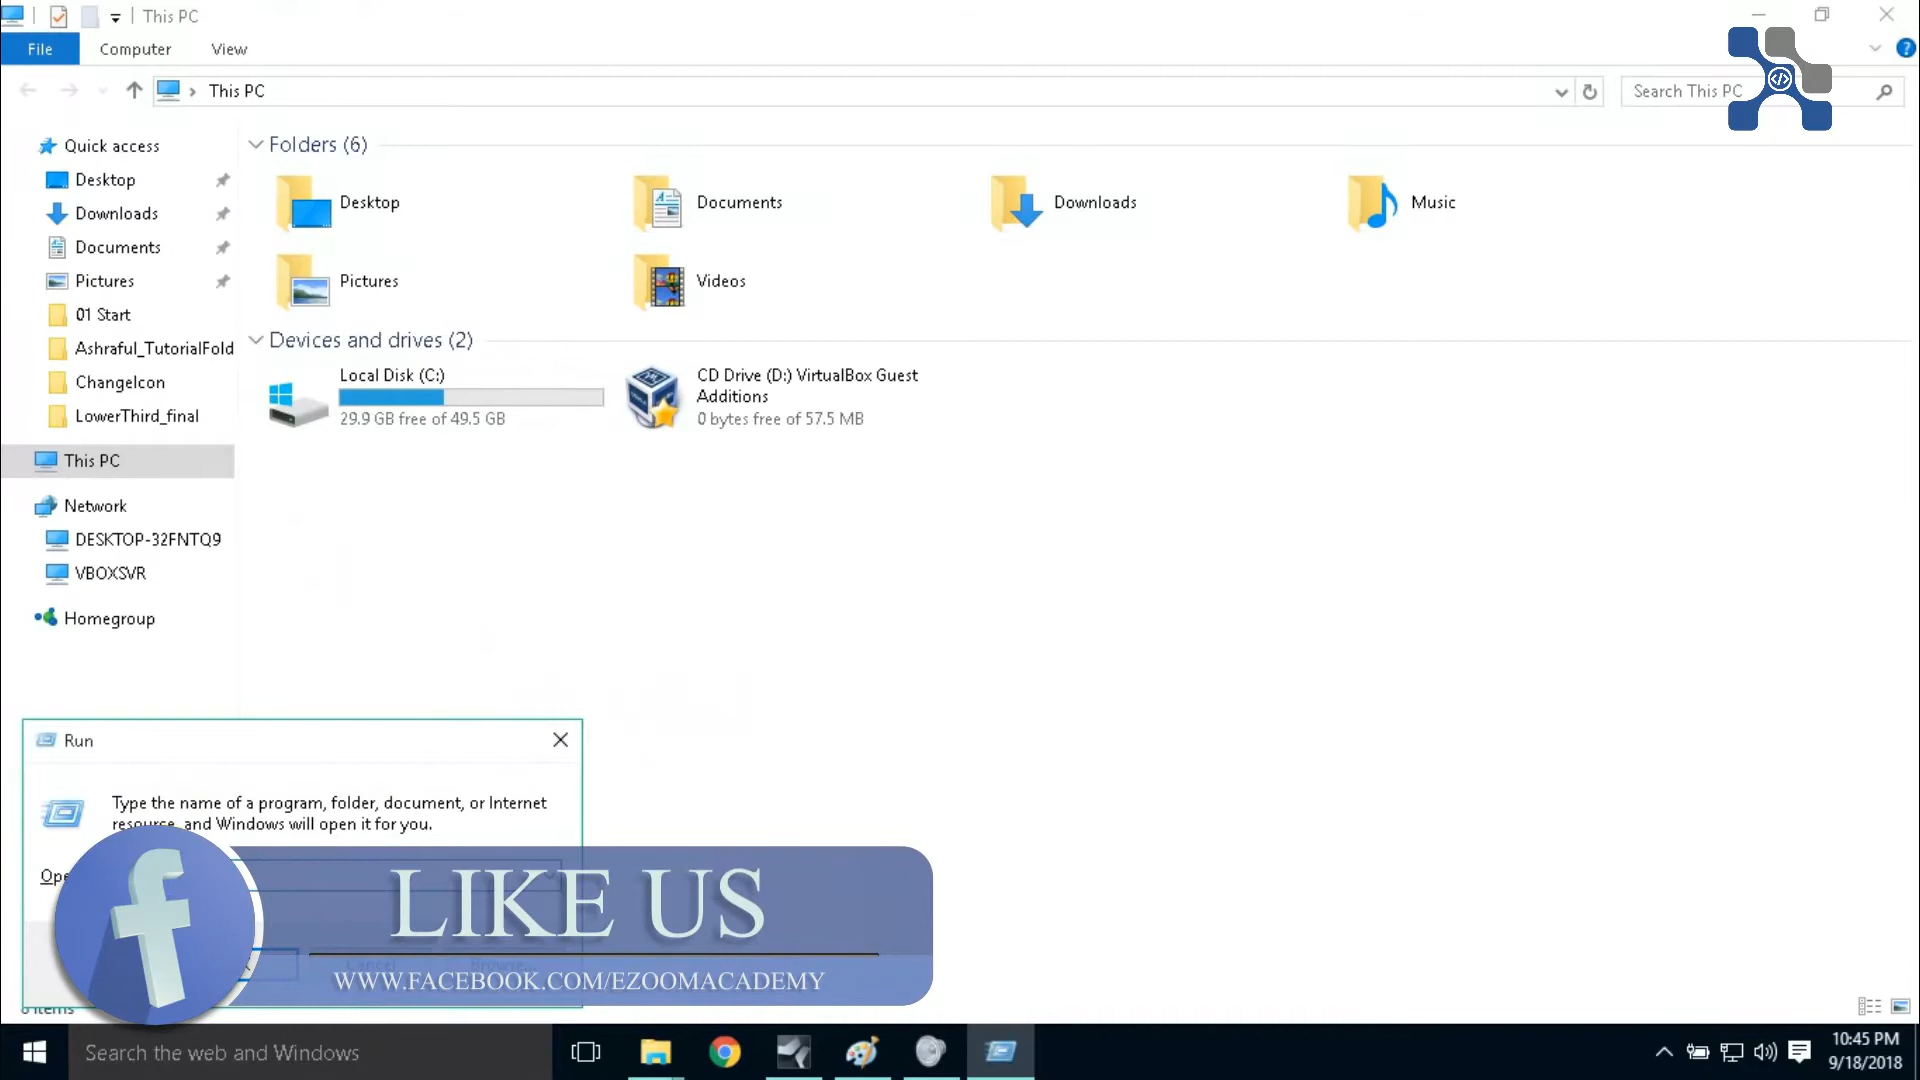 This PC
File
Computer
View
This PC
Search This PC
Quick access
Desktop
Downloads
Documents
Pictures
01 Start
Ashraful_TutorialFold
ChangeIcon
LowerThird_final
This PC
Network
DESKTOP-32FNTQ9
VBOXSVR
Homegroup
Folders (6)
Desktop
Documents
Downloads
Music
Pictures
Videos
Devices and drives (2)
Local Disk (C:)
29.9 GB free of 49.5 GB
CD Drive (D:) VirtualBox Guest
Additions
0 bytes free of 57.5 MB
Run
Type the name of a program, folder, document, or Internet
resource, and Windows will open it for you.
LIKE US
WWW.FACEBOOK.COM/EZOOMACADEMY
items
Search the web and Windows
10:45 PM
9/18/2018